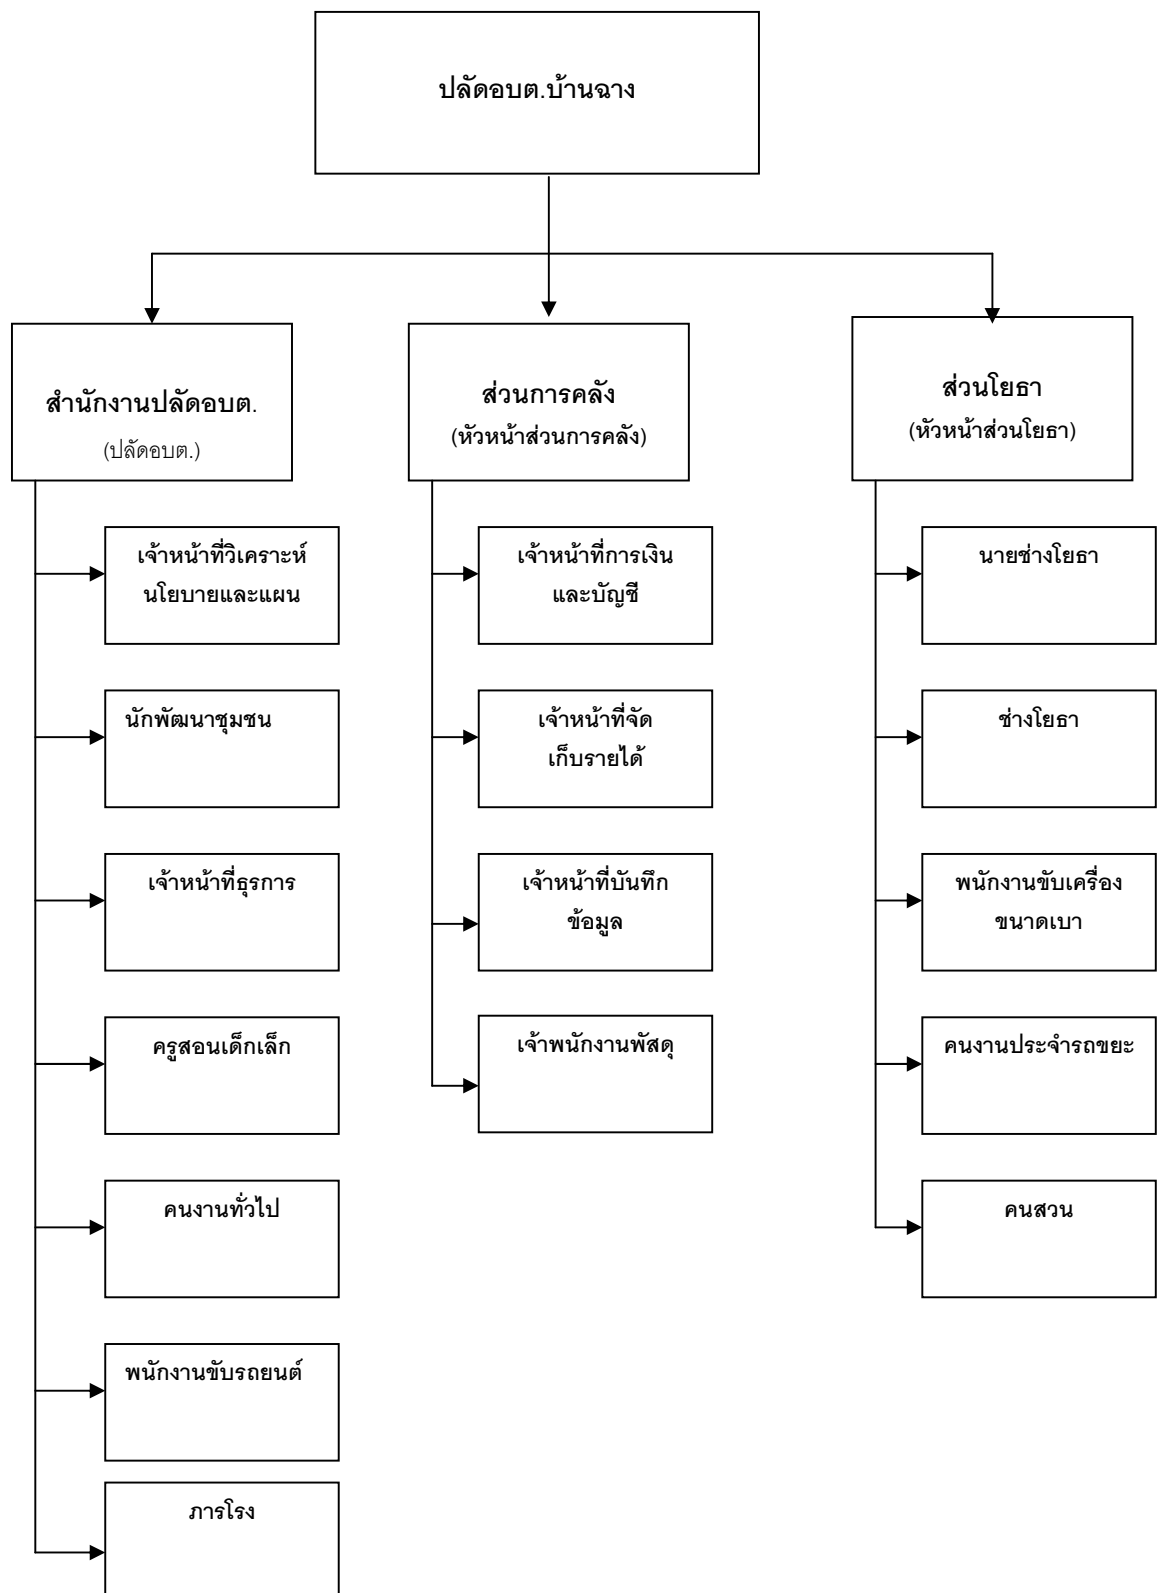 ปลัดอบต.บ้านฉาง
สำนักงานปลัดอบต.
(ปลัดอบต.)
เจ้าหน้าที่วิเคราะห์
นโยบายและแผน
นักพัฒนาชุมชน
เจ้าหน้าที่ธุรการ
ครูสอนเด็กเล็ก
คนงานทั่วไป
พนักงานขับรถยนต์
ภารโรง
ส่วนการคลัง
(หัวหน้าส่วนการคลัง)
เจ้าหน้าที่การเงิน
และบัญชี
เจ้าหน้าที่จัด
เก็บรายได้
เจ้าหน้าที่บันทึก
ข้อมูล
เจ้าพนักงานพัสดุ
ส่วนโยธา
(หัวหน้าส่วนโยธา)
นายช่างโยธา
ช่างโยธา
พนักงานขับเครื่อง
ขนาดเบา
คนงานประจำรถขยะ
คนสวน